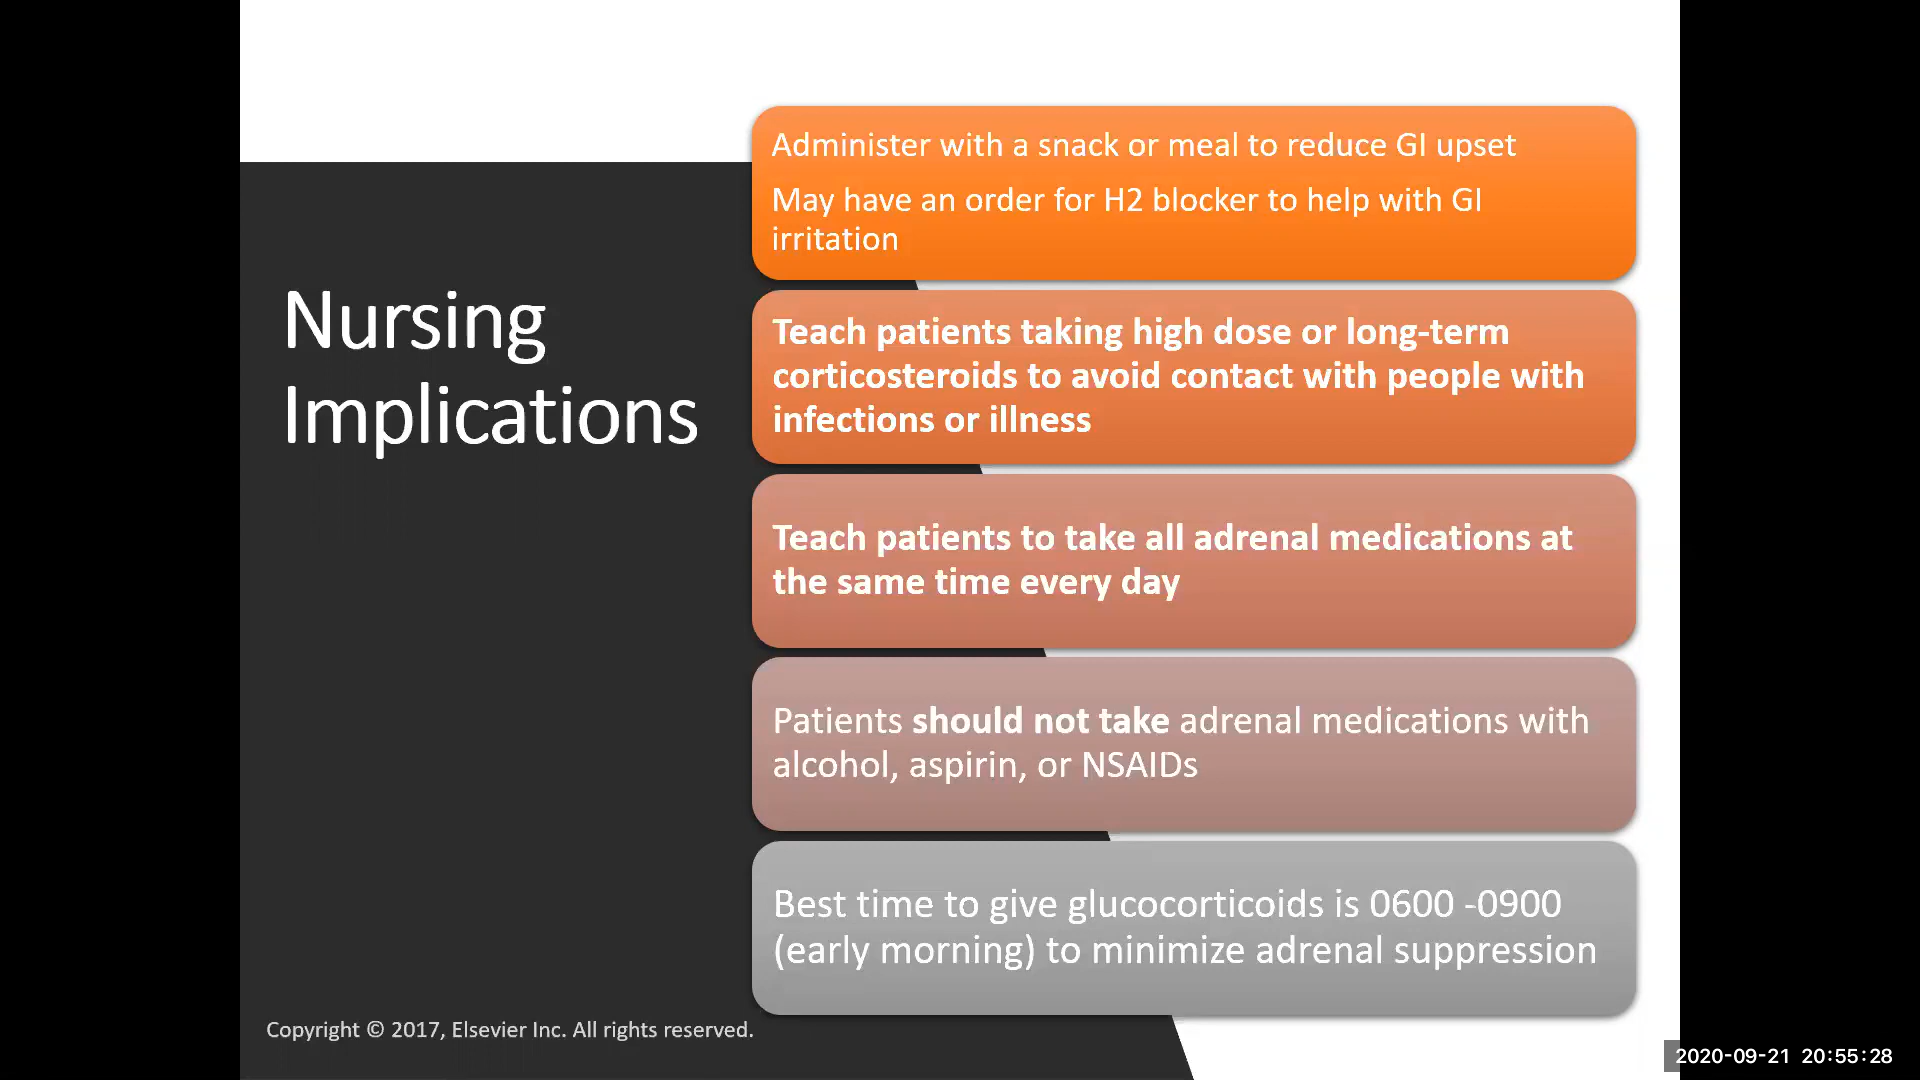 Nursing
Implications
Administer with a snack or meal to reduce GI upset
May have an order for H2 blocker to help with GI
irritation
Teach patients taking high dose or long-term
corticosteroids to avoid contact with people with
infections or illness
Teach patients to take all adrenal medications at
the same time every day
Patients should not take adrenal medications with
alcohol, aspirin, or NSAIDs
Best time to give glucocorticoids is 0600 -0900
(early morning) to minimize adrenal suppression
Copyright © 2017, Elsevier Inc. All rights reserved.
2020-09-21 20:55:28